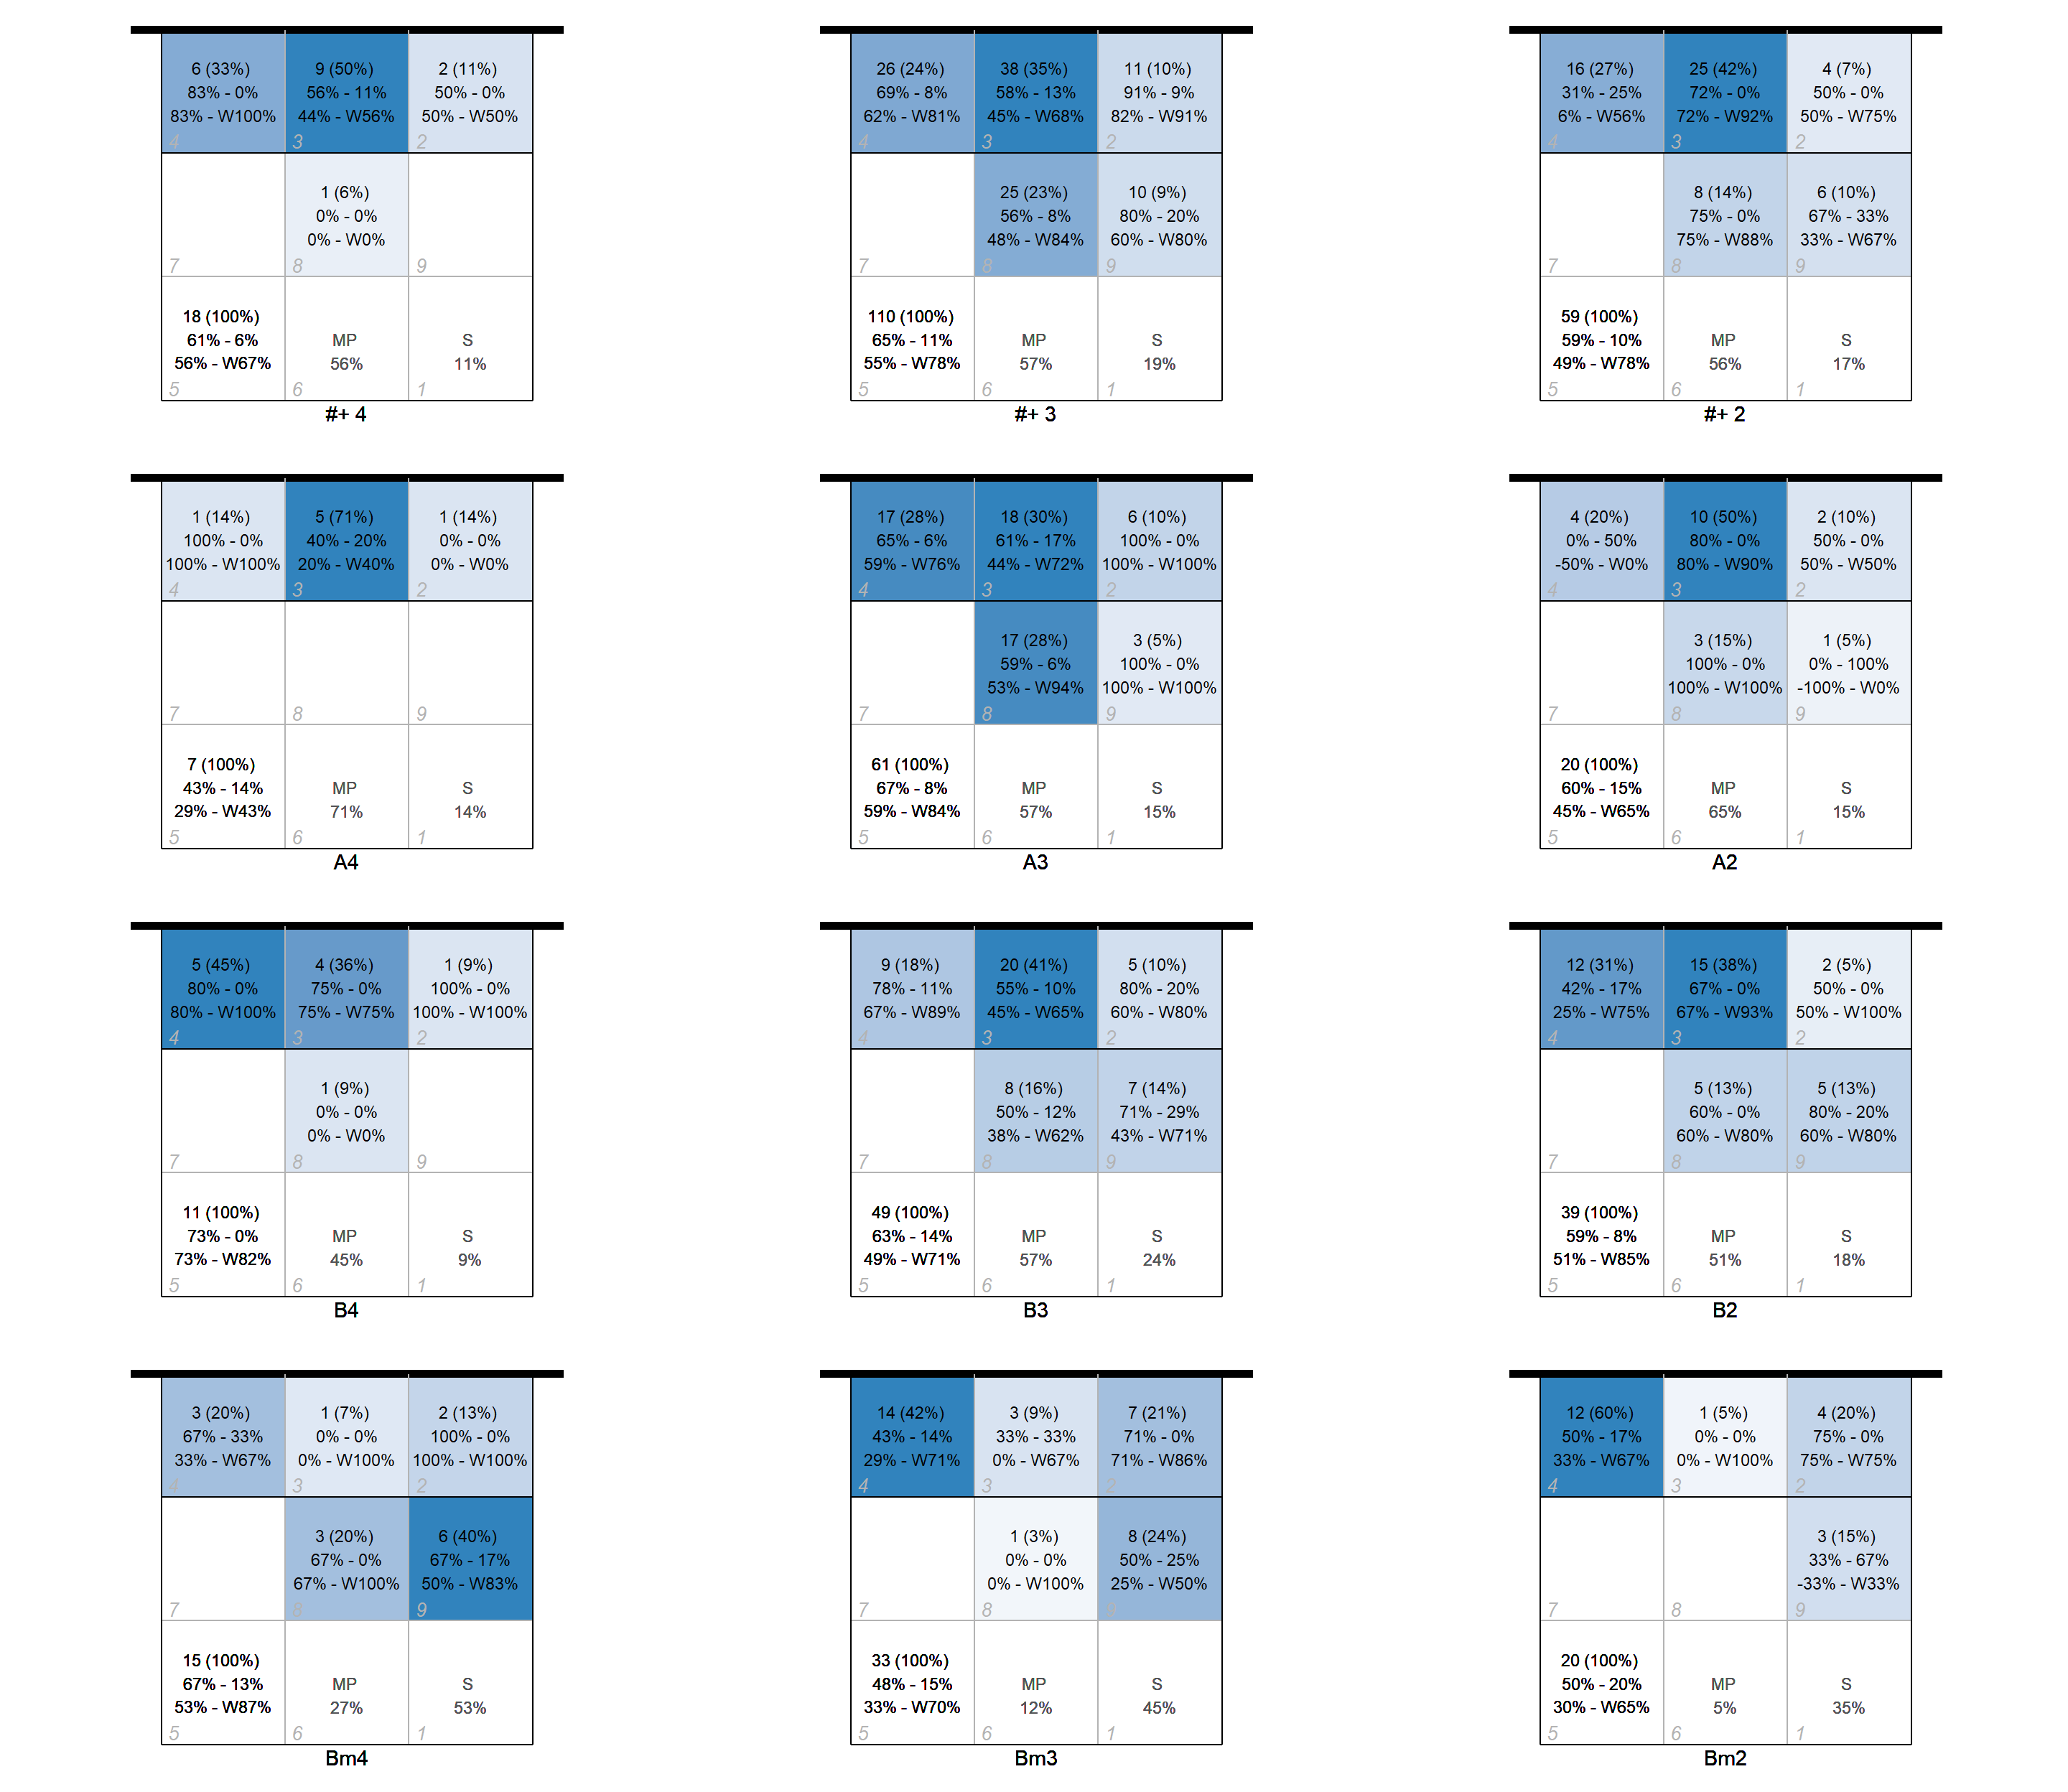 6 (33%) 9 (50%) 2 (11%)
83% - 0% 56% - 11% 50% - 0%
83% - W100% 44% - W56% 50% - W50%
4 3 2
1 (6%)
0% - 0%
0% - W0%
7 8 9
18 (100%)
61% - 6% MP S
56% - W67% 56% 11%
5 6 1
#+ 4
26 (24%) 38 (35%) 11 (10%)
69% - 8% 58% - 13% 91% - 9%
62% - W81% 45% - W68% 82% - W91%
4 3 2
25 (23%) 10 (9%)
56% - 8% 80% - 20%
48% - W84% 60% - W80%
7 8 9
110 (100%)
65% - 11% MP S
55% - W78% 57% 19%
5 6 1
#+ 3
16 (27%) 25 (42%) 4 (7%)
31% - 25% 72% - 0% 50% - 0%
6% - W56% 72% - W92% 50% - W75%
4 3 2
8 (14%) 6 (10%)
75% - 0% 67% - 33%
75% - W88% 33% - W67%
7 8 9
59 (100%)
59% - 10% MP S
49% - W78% 56% 17%
5 6 1
#+ 2
1 (14%) 5 (71%) 1 (14%)
100% - 0% 40% - 20% 0% - 0%
100% - W100% 20% - W40% 0% - W0%
4 3 2
7 8 9
7 (100%)
43% - 14% MP S
29% - W43% 71% 14%
5 6 1
A4
17 (28%) 18 (30%) 6 (10%)
65% - 6% 61% - 17% 100% - 0%
59% - W76% 44% - W72% 100% - W100%
4 3 2
17 (28%) 3 (5%)
59% - 6% 100% - 0%
53% - W94% 100% - W100%
7 8 9
61 (100%)
67% - 8% MP S
59% - W84% 57% 15%
5 6 1
A3
4 (20%) 10 (50%) 2 (10%)
0% - 50% 80% - 0% 50% - 0%
-50% - W0% 80% - W90% 50% - W50%
4 3 2
3 (15%) 1 (5%)
100% - 0% 0% - 100%
100% - W100% -100% - W0%
7 8 9
20 (100%)
60% - 15% MP S
45% - W65% 65% 15%
5 6 1
A2
5 (45%) 4 (36%) 1 (9%)
80% - 0% 75% - 0% 100% - 0%
80% - W100% 75% - W75% 100% - W100%
4 3 2
1 (9%)
0% - 0%
0% - W0%
7 8 9
11 (100%)
73% - 0% MP S
73% - W82% 45% 9%
5 6 1
B4
9 (18%) 20 (41%) 5 (10%)
78% - 11% 55% - 10% 80% - 20%
67% - W89% 45% - W65% 60% - W80%
4 3 2
8 (16%) 7 (14%)
50% - 12% 71% - 29%
38% - W62% 43% - W71%
7 8 9
49 (100%)
63% - 14% MP S
49% - W71% 57% 24%
5 6 1
B3
12 (31%) 15 (38%) 2 (5%)
42% - 17% 67% - 0% 50% - 0%
25% - W75% 67% - W93% 50% - W100%
4 3 2
5 (13%) 5 (13%)
60% - 0% 80% - 20%
60% - W80% 60% - W80%
7 8 9
39 (100%)
59% - 8% MP S
51% - W85% 51% 18%
5 6 1
B2
3 (20%) 1 (7%) 2 (13%)
67% - 33% 0% - 0% 100% - 0%
33% - W67% 0% - W100% 100% - W100%
4 3 2
3 (20%) 6 (40%)
67% - 0% 67% - 17%
67% - W100% 50% - W83%
7 8 9
15 (100%)
67% - 13% MP S
53% - W87% 27% 53%
5 6 1
Bm4
14 (42%) 3 (9%) 7 (21%)
43% - 14% 33% - 33% 71% - 0%
29% - W71% 0% - W67% 71% - W86%
4 3 2
1 (3%) 8 (24%)
0% - 0% 50% - 25%
0% - W100% 25% - W50%
7 8 9
33 (100%)
48% - 15% MP S
33% - W70% 12% 45%
5 6 1
Bm3
12 (60%) 1 (5%) 4 (20%)
50% - 17% 0% - 0% 75% - 0%
33% - W67% 0% - W100% 75% - W75%
4 3 2
3 (15%)
33% - 67%
-33% - W33%
7 8 9
20 (100%)
50% - 20% MP S
30% - W65% 5% 35%
5 6 1
Bm2